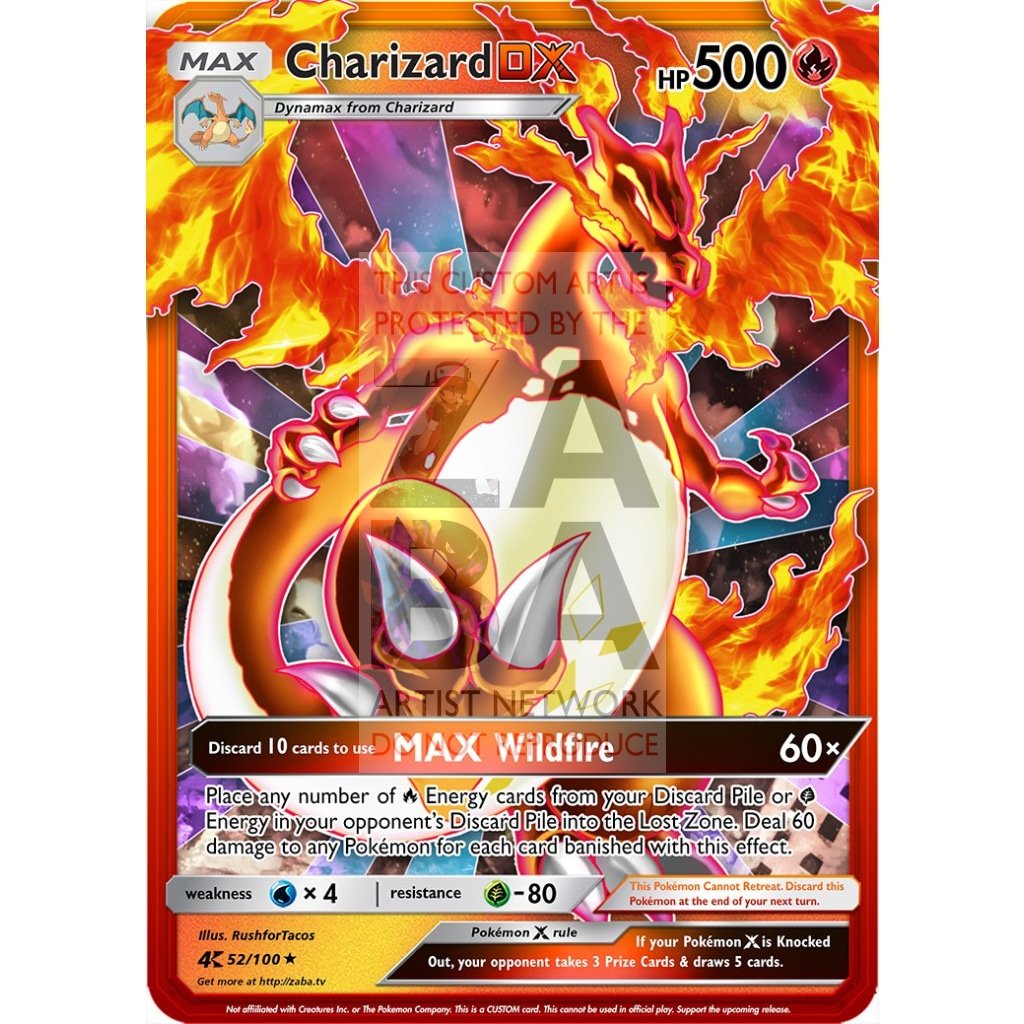 MAX
Charizard DX
HP 500
Dynamax from Charizard
THIS CUSTOM ART IS
PROTECTED BY THE
ZA
BA
ARTIST NETWORK
DO NOT REPRODUCE
Discard 10 cards to use MAX Wildfire 60×
Place any number of Energy cards from your Discard Pile or
Energy in your opponent's Discard Pile into the Lost Zone. Deal 60
damage to any Pokémon for each card banished with this effect.
weakness × 4 resistance -80
This Pokémon Cannot Retreat. Discard this
Pokémon at the end of your next turn.
Illus. RushforTacos
4K 52/100 ★
Get more at http://zaba.tv
Pokémon X rule
If your Pokémon X is Knocked
Out, your opponent takes 3 Prize Cards & draws 5 cards.
Not affiliated with Creatures Inc. or The Pokemon Company. This is a CUSTOM card. This cannot be used in official play. Support the upcoming release.